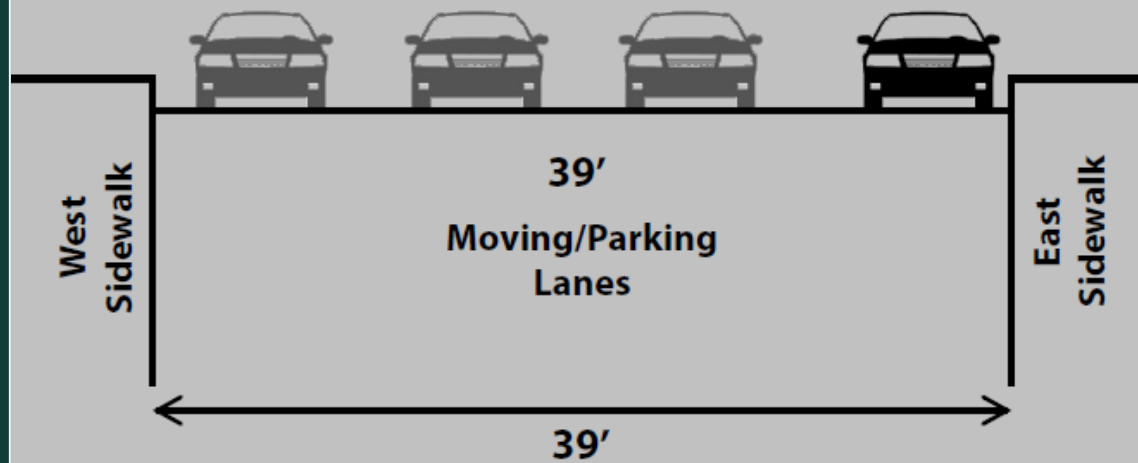 39′
West
Sidewalk
Moving/Parking
Lanes
East
Sidewalk
39′